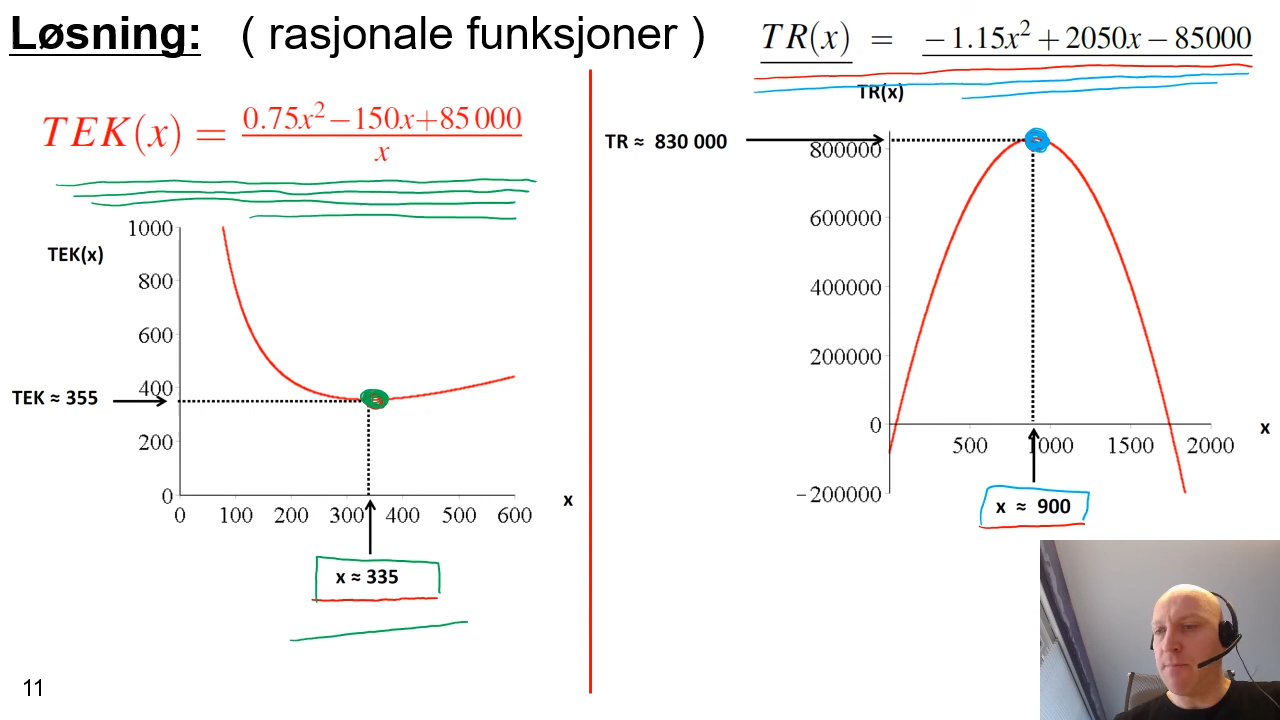 Løsning: ( rasjonale funksjoner )
TR(x) = −1.15x² + 2050x − 85000
TEK(x) = (0.75x² −150x+85 000) / x
TEK(x)
1000
800
600
400
200
0
TEK ≈ 355
0 100 200 300 400 500 600
x
x ≈ 335
TR(x)
TR ≈ 830 000
800000
600000
400000
200000
0
−200000
500 1000 1500 2000
x
x ≈ 900
11